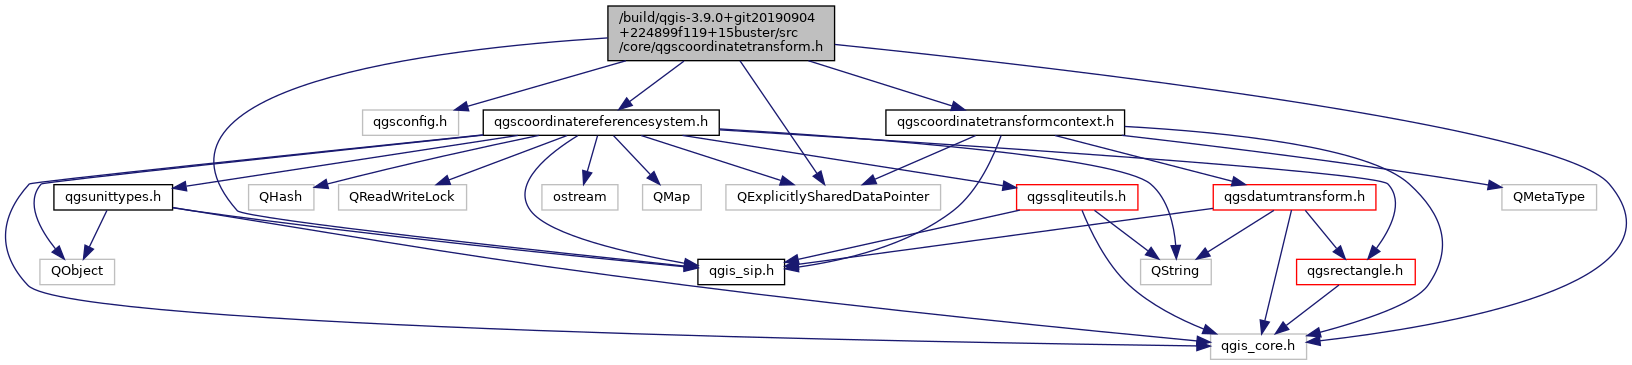 /build/qgis-3.9.0+git20190904
+224899f119+15buster/src
/core/qgscoordinatetransform.h
qgsconfig.h
qgscoordinatereferencesystem.h
qgscoordinatetransformcontext.h
qgsunittypes.h
QHash
QReadWriteLock
ostream
QMap
QExplicitlySharedDataPointer
qgssqliteutils.h
qgsdatumtransform.h
QMetaType
QObject
qgis_sip.h
QString
qgsrectangle.h
qgis_core.h